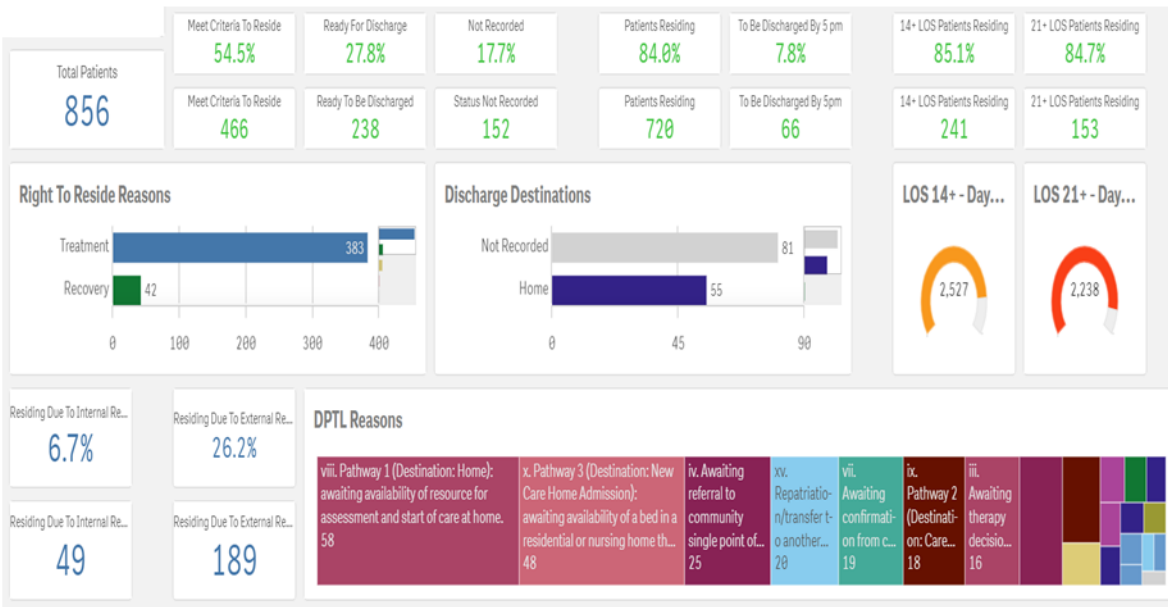 Total Patients
856
Meet Criteria To Reside
54.5%
Ready For Discharge
27.8%
Not Recorded
17.7%
Patients Residing
84.0%
To Be Discharged By 5 pm
7.8%
14+ LOS Patients Residing
85.1%
21+ LOS Patients Residing
84.7%
Meet Criteria To Reside
466
Ready To Be Discharged
238
Status Not Recorded
152
Patients Residing
720
To Be Discharged By 5pm
66
14+ LOS Patients Residing
241
21+ LOS Patients Residing
153
Right To Reside Reasons
Treatment
383
Recovery
42
0
100
200
300
400
Discharge Destinations
Not Recorded
81
Home
55
0
45
90
LOS 14+ - Day...
2,527
LOS 21+ - Day...
2,238
Residing Due To Internal Re...
6.7%
Residing Due To External Re...
26.2%
Residing Due To Internal Re...
49
Residing Due To External Re...
189
DPTL Reasons
viii. Pathway 1 (Destination: Home):
awaiting availability of resource for
assessment and start of care at home.
58
x. Pathway 3 (Destination: New
Care Home Admission):
awaiting availability of a bed in a
residential or nursing home th...
48
iv. Awaiting
referral to
community
single point of...
25
xv.
Repatriatio-
n/transfer t-
o another...
20
vii.
Awaiting
confirmati-
on from c...
19
ix.
Pathway 2
(Destinati-
on: Care...
18
iii.
Awaiting
therapy
decisio...
16